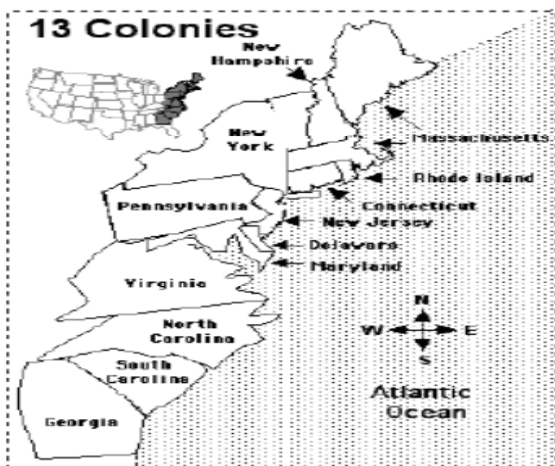 13 Colonies
New
Hampshire
New
York
Massachusetts
Rhode Island
Connecticut
Pennsylvania
New Jersey
Delaware
Maryland
Virginia
N
W
E
S
North
Carolina
South
Carolina
Atlantic
Ocean
Georgia